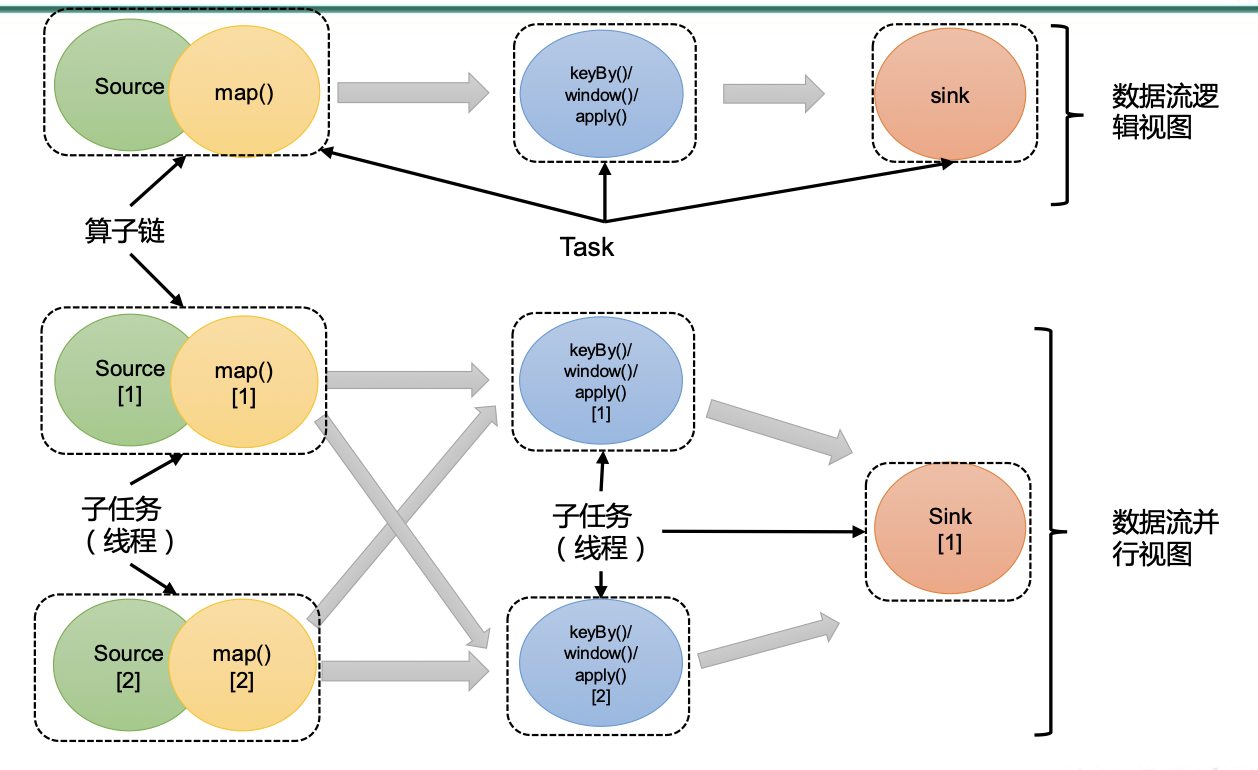 Source
map()
keyBy()/
window()/
apply()
sink
数据流逻
辑视图
算子链
Task
Source
[1]
map()
[1]
keyBy()/
window()/
apply()
[1]
子任务
（线程）
子任务
（线程）
Sink
[1]
数据流并
行视图
Source
[2]
map()
[2]
keyBy()/
window()/
apply()
[2]